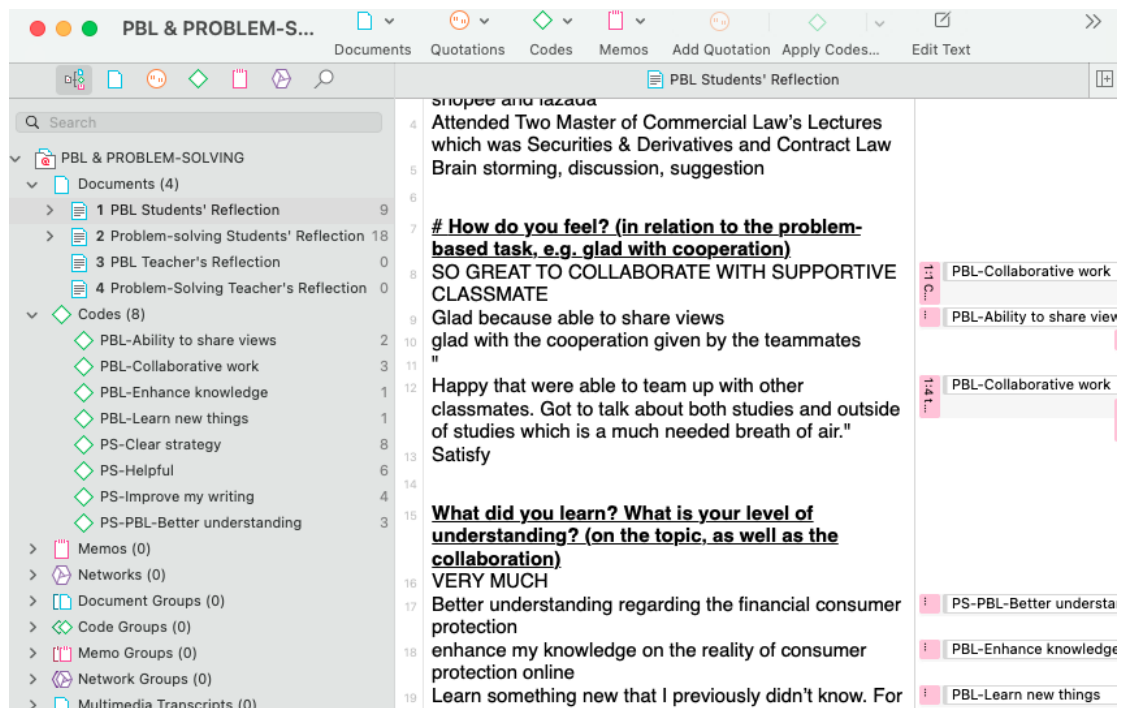 PBL & PROBLEM-S...
Documents
Quotations
Codes
Memos
Add Quotation
Apply Codes...
Edit Text
PBL Students' Reflection
Search
PBL & PROBLEM-SOLVING
Documents (4)
1 PBL Students' Reflection 9
2 Problem-solving Students' Reflection 18
3 PBL Teacher's Reflection 0
4 Problem-Solving Teacher's Reflection 0
Codes (8)
PBL-Ability to share views 2
PBL-Collaborative work 3
PBL-Enhance knowledge 1
PBL-Learn new things 1
PS-Clear strategy 8
PS-Helpful 6
PS-Improve my writing 4
PS-PBL-Better understanding 3
Memos (0)
Networks (0)
Document Groups (0)
Code Groups (0)
Memo Groups (0)
Network Groups (0)
Multimedia Transcripts (0)
shopee and lazada
4 Attended Two Master of Commercial Law's Lectures
which was Securities & Derivatives and Contract Law
5 Brain storming, discussion, suggestion
6
7 # How do you feel? (in relation to the problem-
based task, e.g. glad with cooperation)
8 SO GREAT TO COLLABORATE WITH SUPPORTIVE
CLASSMATE
9 Glad because able to share views
10 glad with the cooperation given by the teammates
11 "
12 Happy that were able to team up with other
classmates. Got to talk about both studies and outside
of studies which is a much needed breath of air."
13 Satisfy
14
15 What did you learn? What is your level of
understanding? (on the topic, as well as the
collaboration)
16 VERY MUCH
17 Better understanding regarding the financial consumer
protection
18 enhance my knowledge on the reality of consumer
protection online
19 Learn something new that I previously didn't know. For
1:1 C...
PBL-Collaborative work
PBL-Ability to share view
1:4 t...
PBL-Collaborative work
PS-PBL-Better understa
PBL-Enhance knowledge
PBL-Learn new things